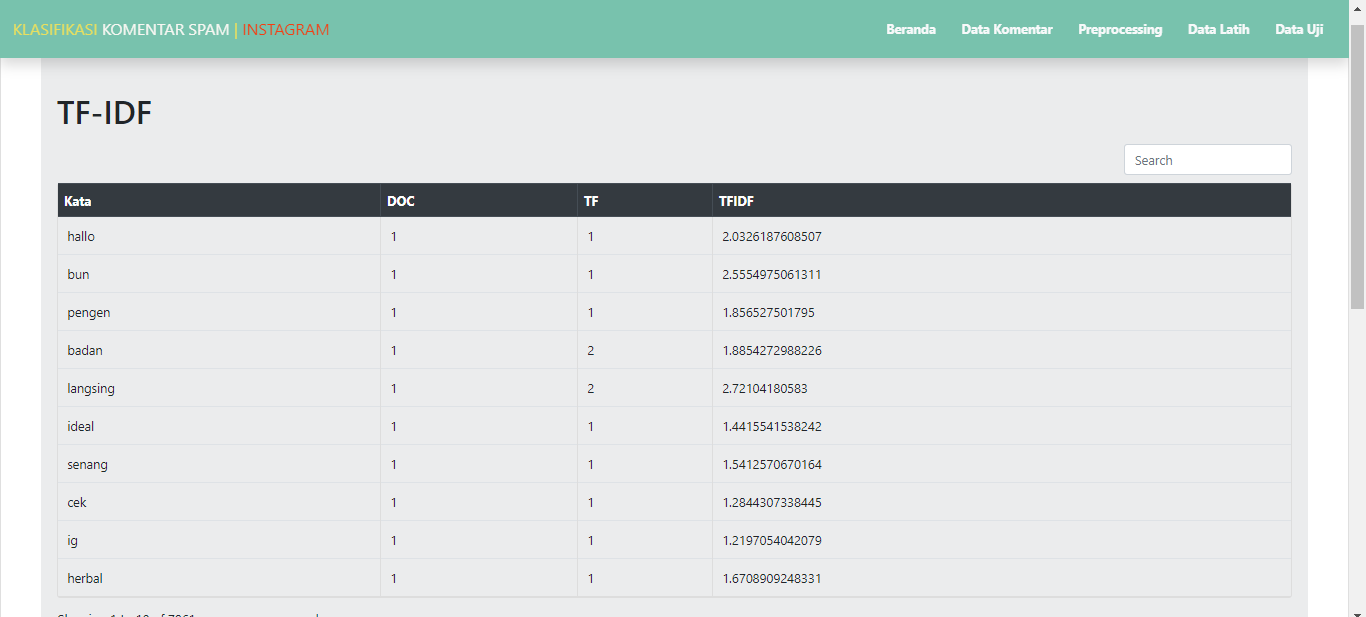 KLASIFIKASI KOMENTAR SPAM | INSTAGRAM Beranda Data Komentar Preprocessing Data Latih Data Uji
TF-IDF
Search
Kata DOC TF TFIDF
hallo 1 1 2.0326187608507
bun 1 1 2.5554975061311
pengen 1 1 1.856527501795
badan 1 2 1.8854272988226
langsing 1 2 2.72104180583
ideal 1 1 1.4415541538242
senang 1 1 1.5412570670164
cek 1 1 1.2844307338445
ig 1 1 1.2197054042079
herbal 1 1 1.6708909248331